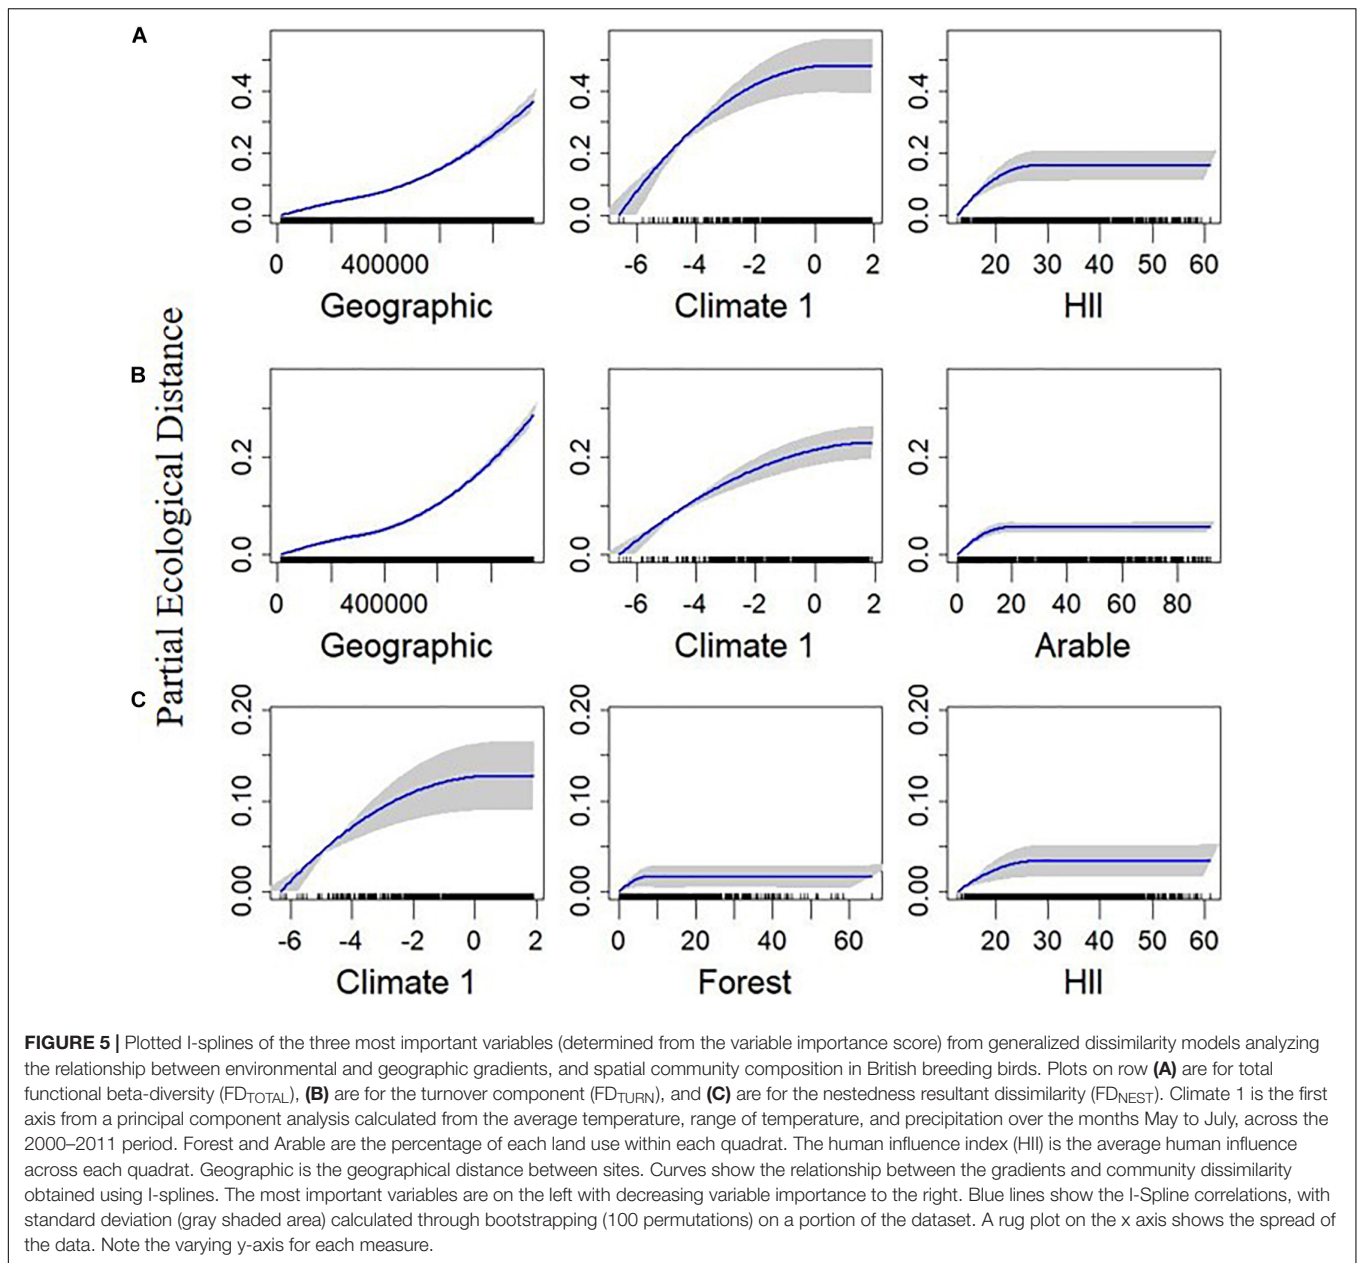 A
0.0 0.2 0.4
0.0 0.2 0.4
0.0 0.2 0.4
0 400000
-6 -4 -2 0 2
20 30 40 50 60
Geographic
Climate 1
HII
Partial Ecological Distance
B
0.0 0.2
0.0 0.2
0.0 0.2
0 400000
-6 -4 -2 0 2
0 20 40 60 80
Geographic
Climate 1
Arable
C
0.00 0.10 0.20
0.00 0.10 0.20
0.00 0.10 0.20
-6 -4 -2 0 2
0 20 40 60
20 30 40 50 60
Climate 1
Forest
HII
FIGURE 5 | Plotted I-splines of the three most important variables (determined from the variable importance score) from generalized dissimilarity models analyzing
the relationship between environmental and geographic gradients, and spatial community composition in British breeding birds. Plots on row (A) are for total
functional beta-diversity (FDTOTAL), (B) are for the turnover component (FDTURN), and (C) are for the nestedness resultant dissimilarity (FDNEST). Climate 1 is the first
axis from a principal component analysis calculated from the average temperature, range of temperature, and precipitation over the months May to July, across the
2000–2011 period. Forest and Arable are the percentage of each land use within each quadrat. The human influence index (HII) is the average human influence
across each quadrat. Geographic is the geographical distance between sites. Curves show the relationship between the gradients and community dissimilarity
obtained using I-splines. The most important variables are on the left with decreasing variable importance to the right. Blue lines show the I-Spline correlations, with
standard deviation (gray shaded area) calculated through bootstrapping (100 permutations) on a portion of the dataset. A rug plot on the x axis shows the spread of
the data. Note the varying y-axis for each measure.